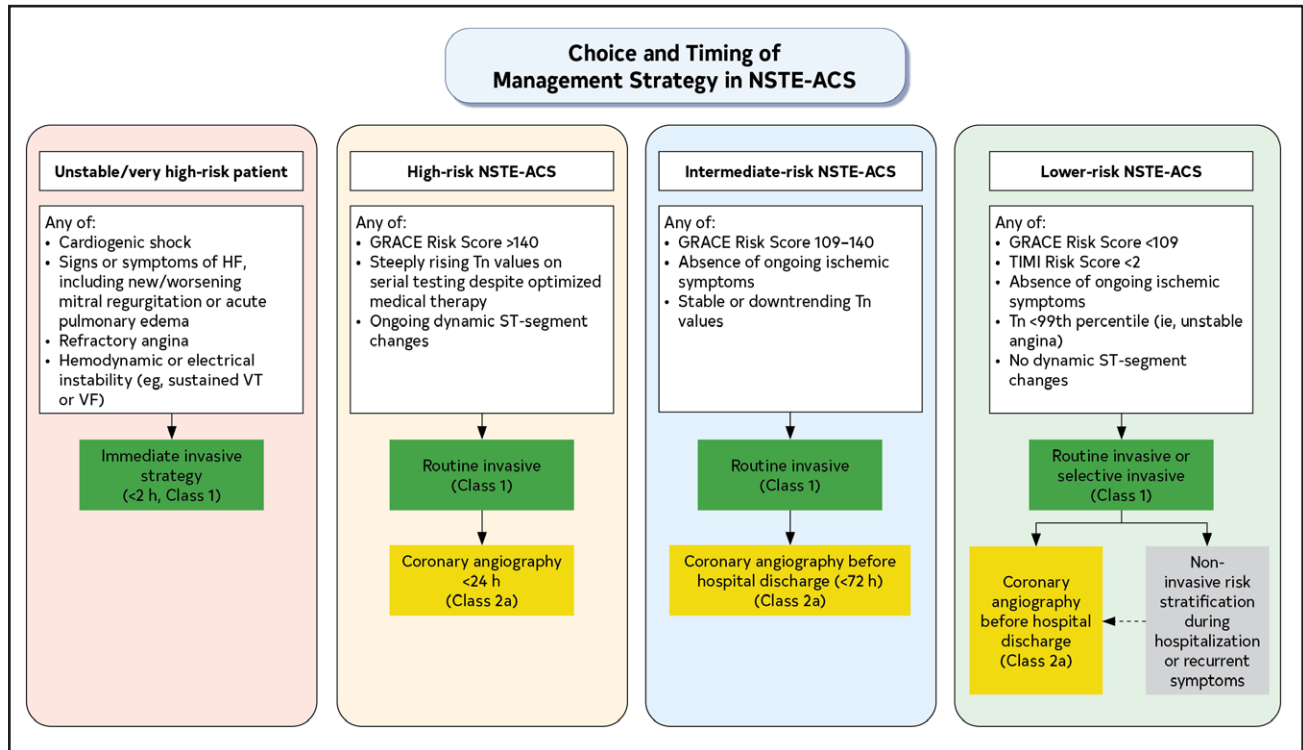 Choice and Timing of
Management Strategy in NSTE-ACS
Unstable/very high-risk patient
Any of:
• Cardiogenic shock
• Signs or symptoms of HF,
including new/worsening
mitral regurgitation or acute
pulmonary edema
• Refractory angina
• Hemodynamic or electrical
instability (eg, sustained VT
or VF)
Immediate invasive
strategy
(<2 h, Class 1)
High-risk NSTE-ACS
Any of:
• GRACE Risk Score >140
• Steeply rising Tn values on
serial testing despite optimized
medical therapy
• Ongoing dynamic ST-segment
changes
Routine invasive
(Class 1)
Coronary angiography
<24 h
(Class 2a)
Intermediate-risk NSTE-ACS
Any of:
• GRACE Risk Score 109–140
• Absence of ongoing ischemic
symptoms
• Stable or downtrending Tn
values
Routine invasive
(Class 1)
Coronary angiography before
hospital discharge (<72 h)
(Class 2a)
Lower-risk NSTE-ACS
Any of:
• GRACE Risk Score <109
• TIMI Risk Score <2
• Absence of ongoing ischemic
symptoms
• Tn <99th percentile (ie, unstable
angina)
• No dynamic ST-segment
changes
Routine invasive or
selective invasive
(Class 1)
Coronary
angiography
before hospital
discharge
(Class 2a)
Non-
invasive risk
stratification
during
hospitalization
or recurrent
symptoms